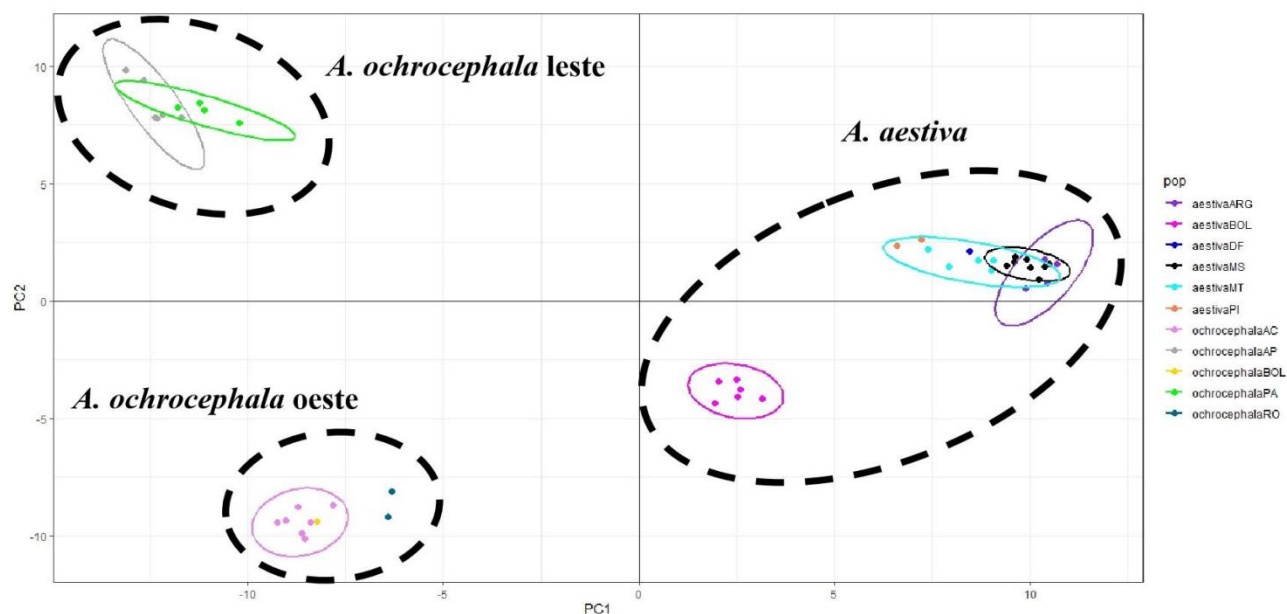 A. ochrocephala leste
A. aestiva
A. ochrocephala oeste
10
5
0
-5
-10
PC2
-10
-5
0
5
10
PC1
pop
aestivaARG
aestivaBOL
aestivaDF
aestivaMS
aestivaMT
aestivaPI
ochrocephalaAC
ochrocephalaAP
ochrocephalaBOL
ochrocephalaPA
ochrocephalaRO